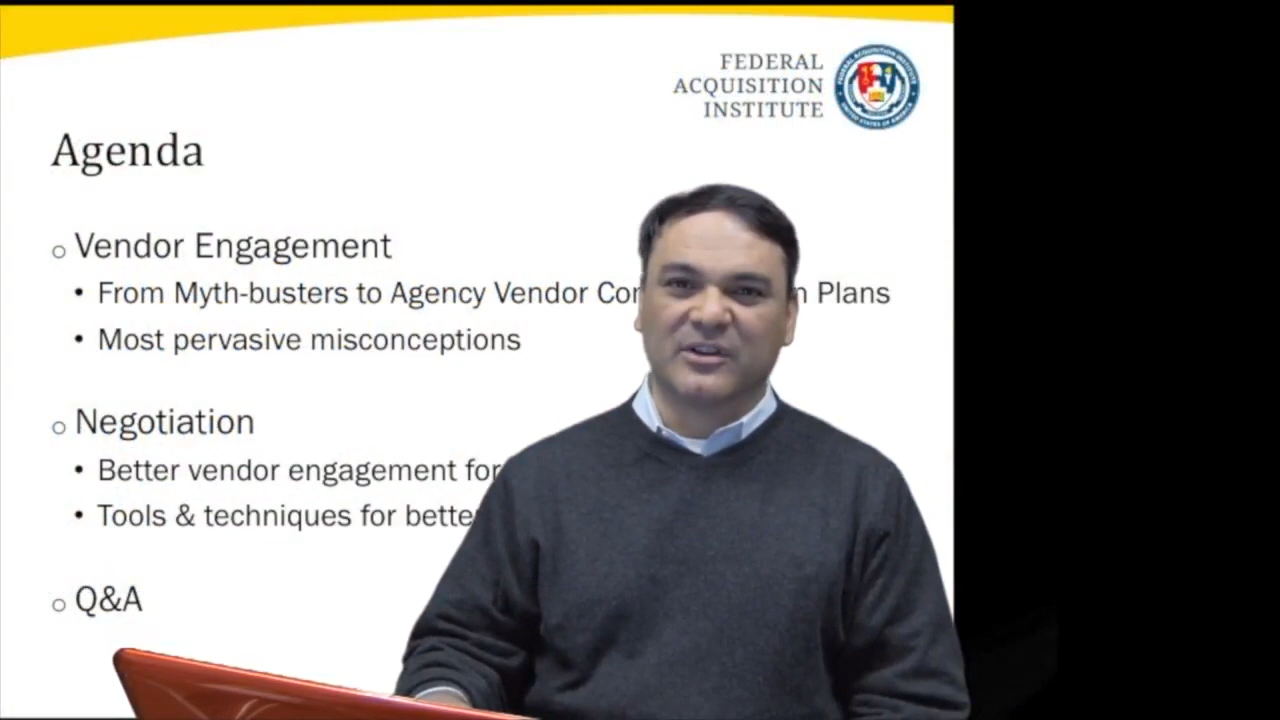 FEDERAL
ACQUISITION
INSTITUTE
Agenda
Vendor Engagement
From Myth-busters to Agency Vendor Plans
Most pervasive misconceptions
Negotiation
Better vendor engagement for
Tools & techniques for
Q&A